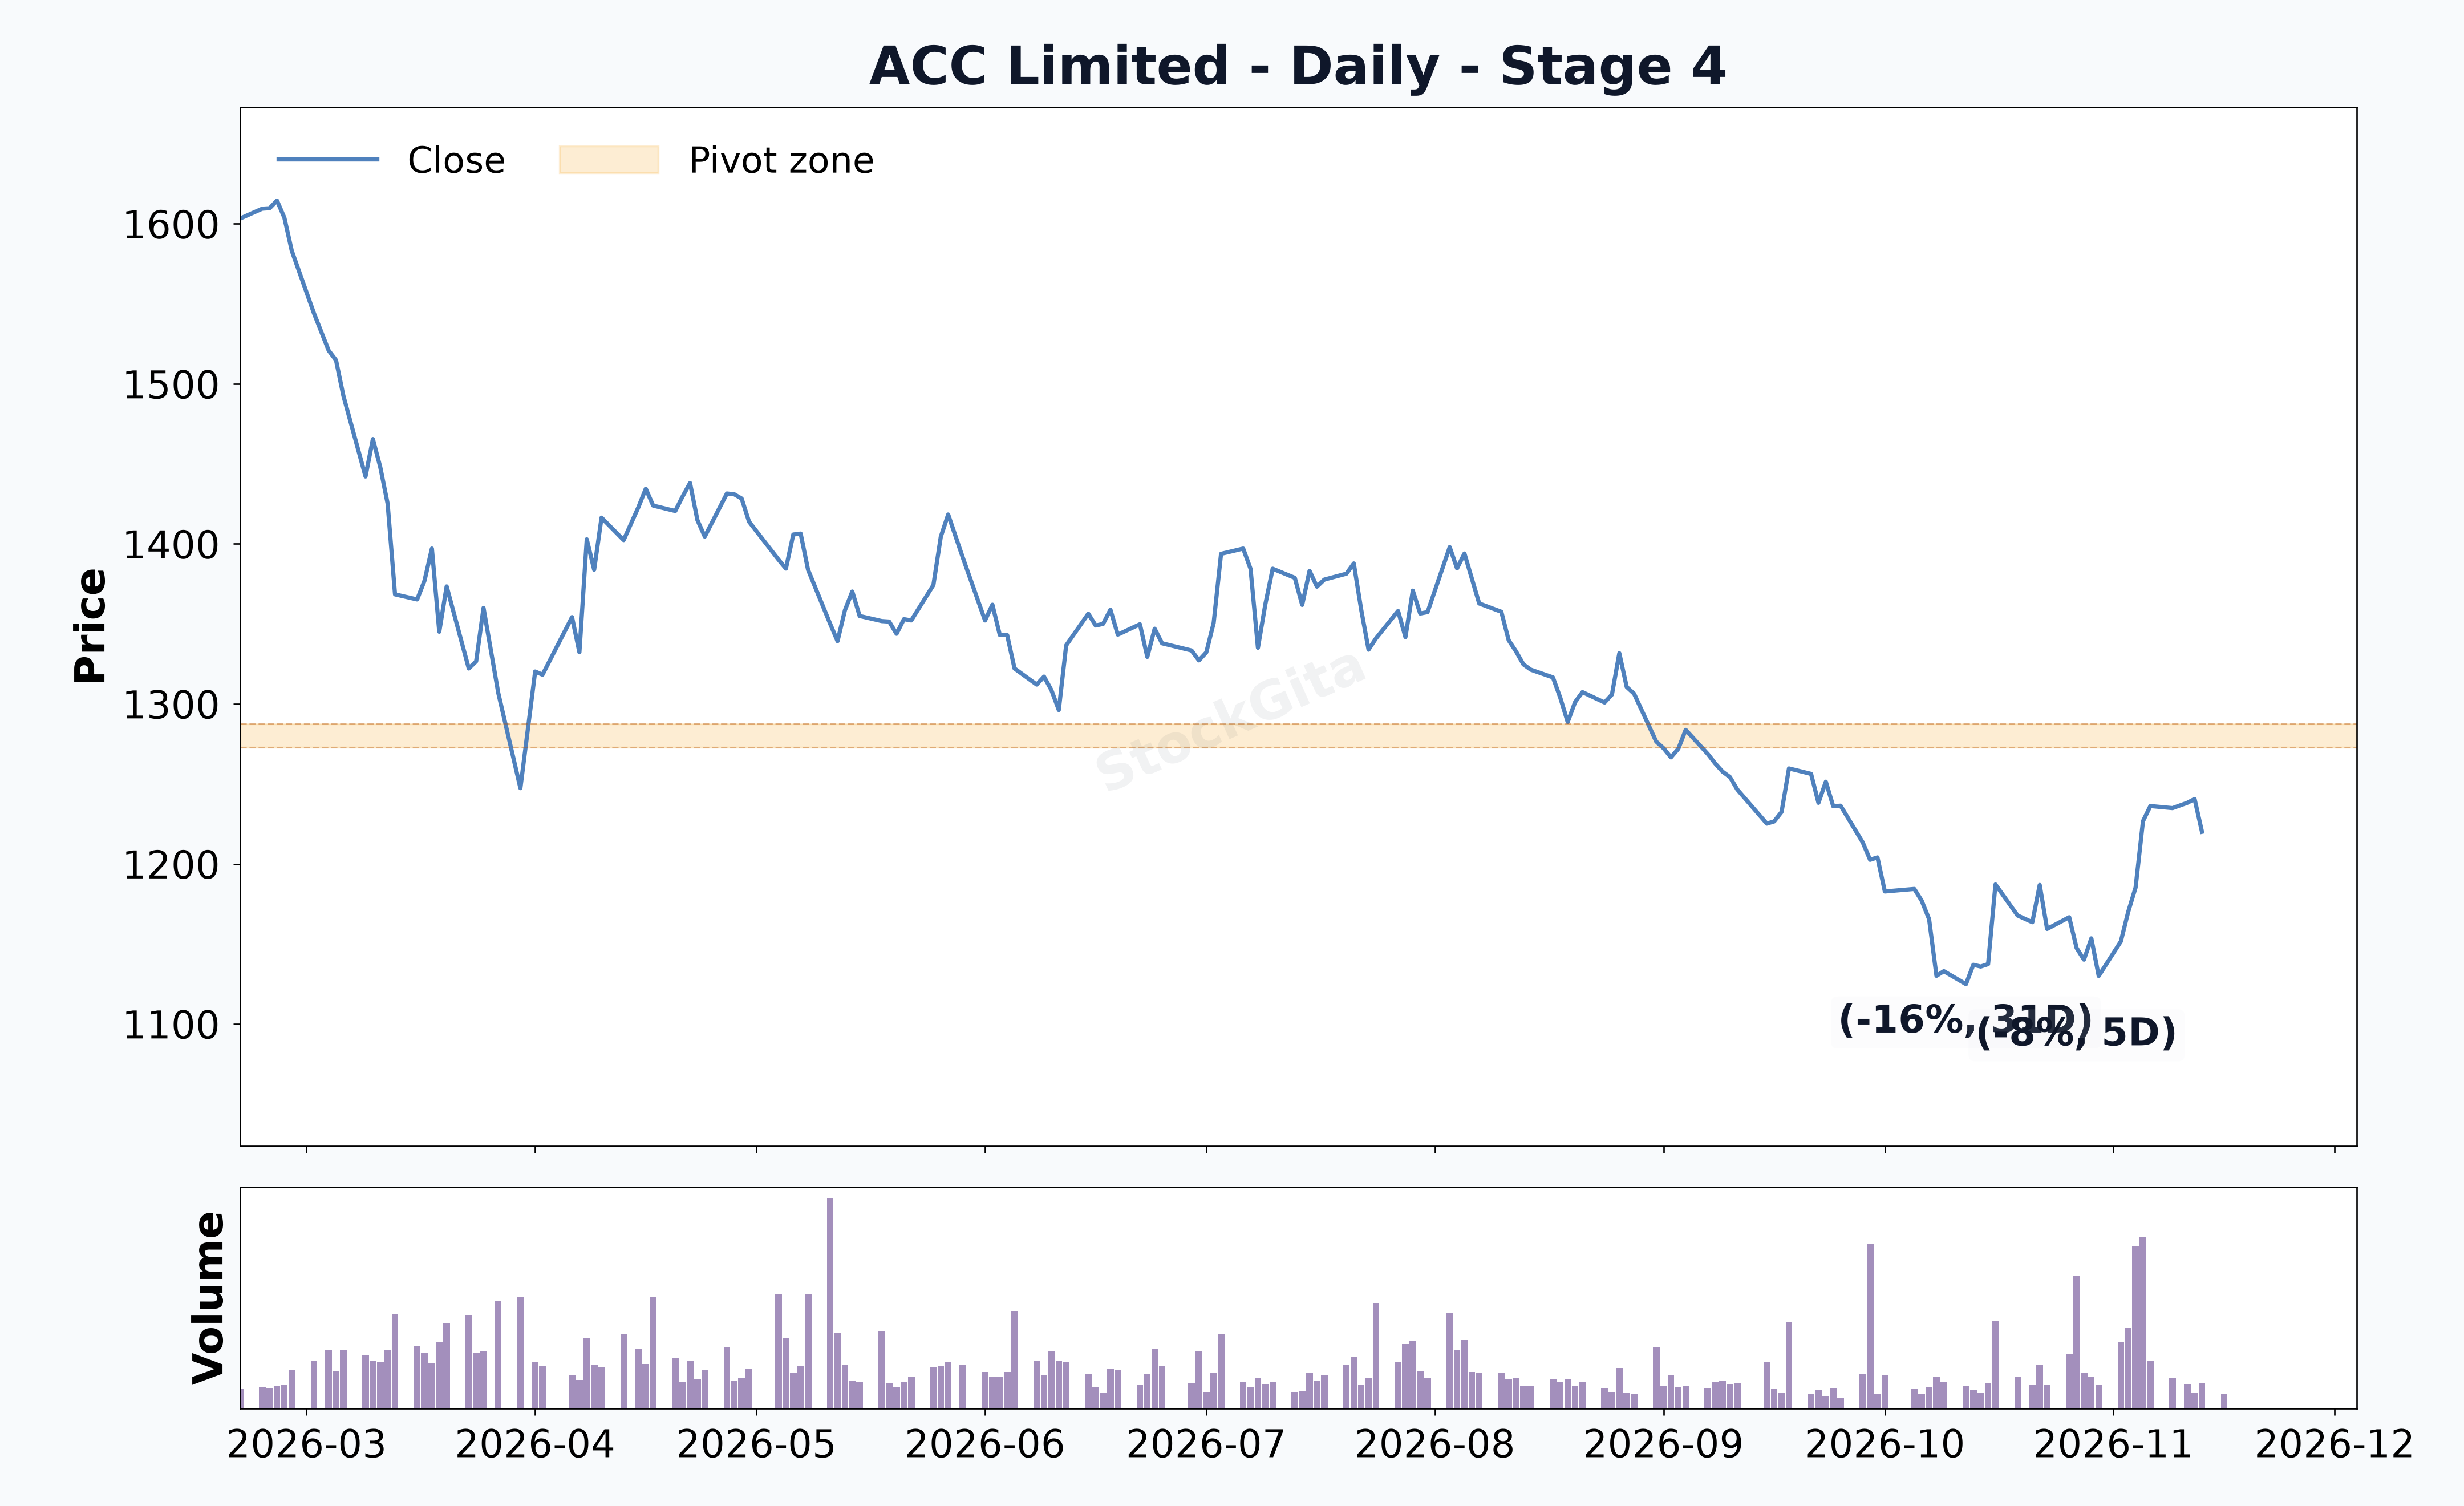 ACC Limited - Daily - Stage 4
Close
Pivot zone
1600
1500
1400
1300
1200
1100
Price
StockGita
(-16%, 31D)
(-8%, 5D)
Volume
2026-03
2026-04
2026-05
2026-06
2026-07
2026-08
2026-09
2026-10
2026-11
2026-12